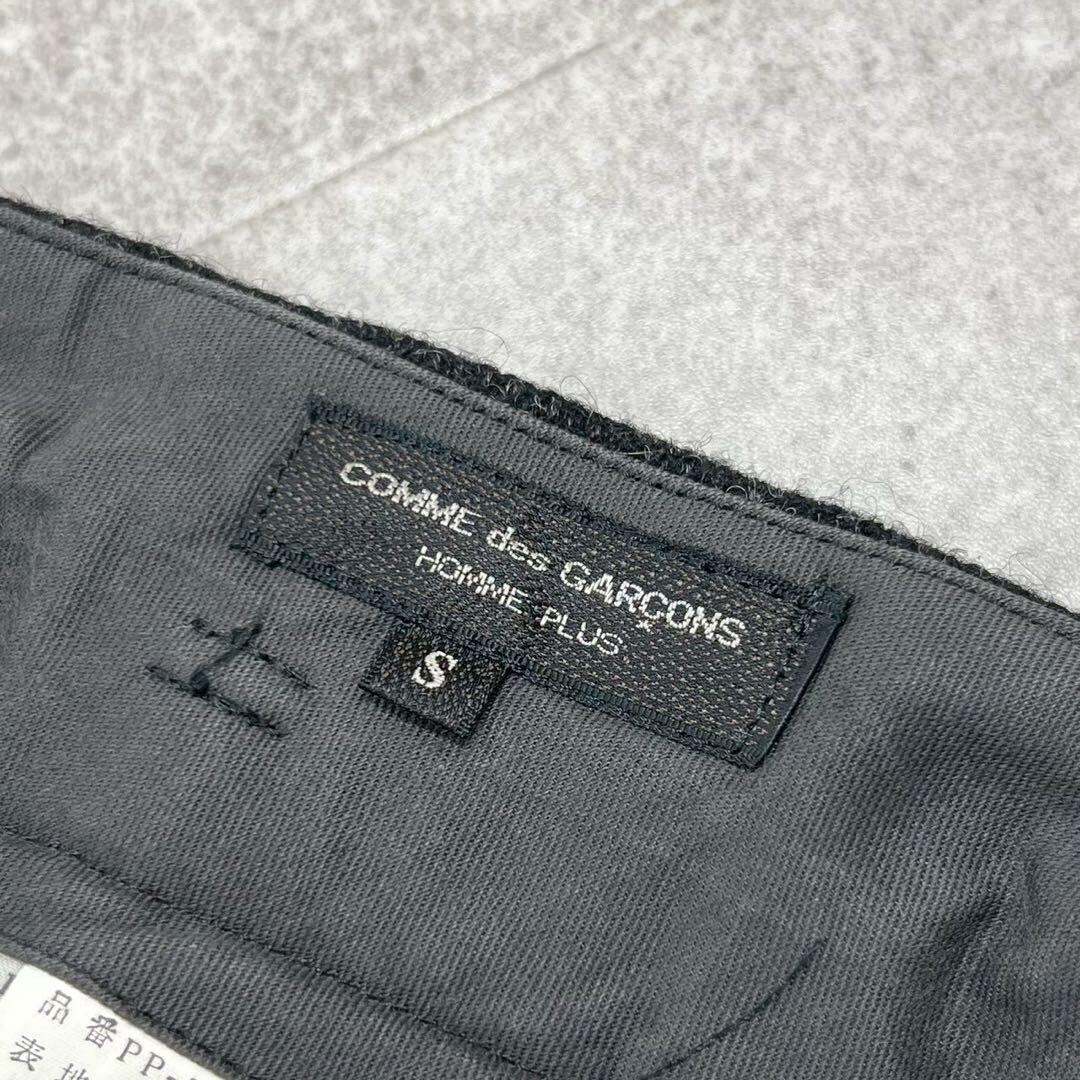 COMME des GARÇONS
HOMME PLUS
S
品番PP-
表地